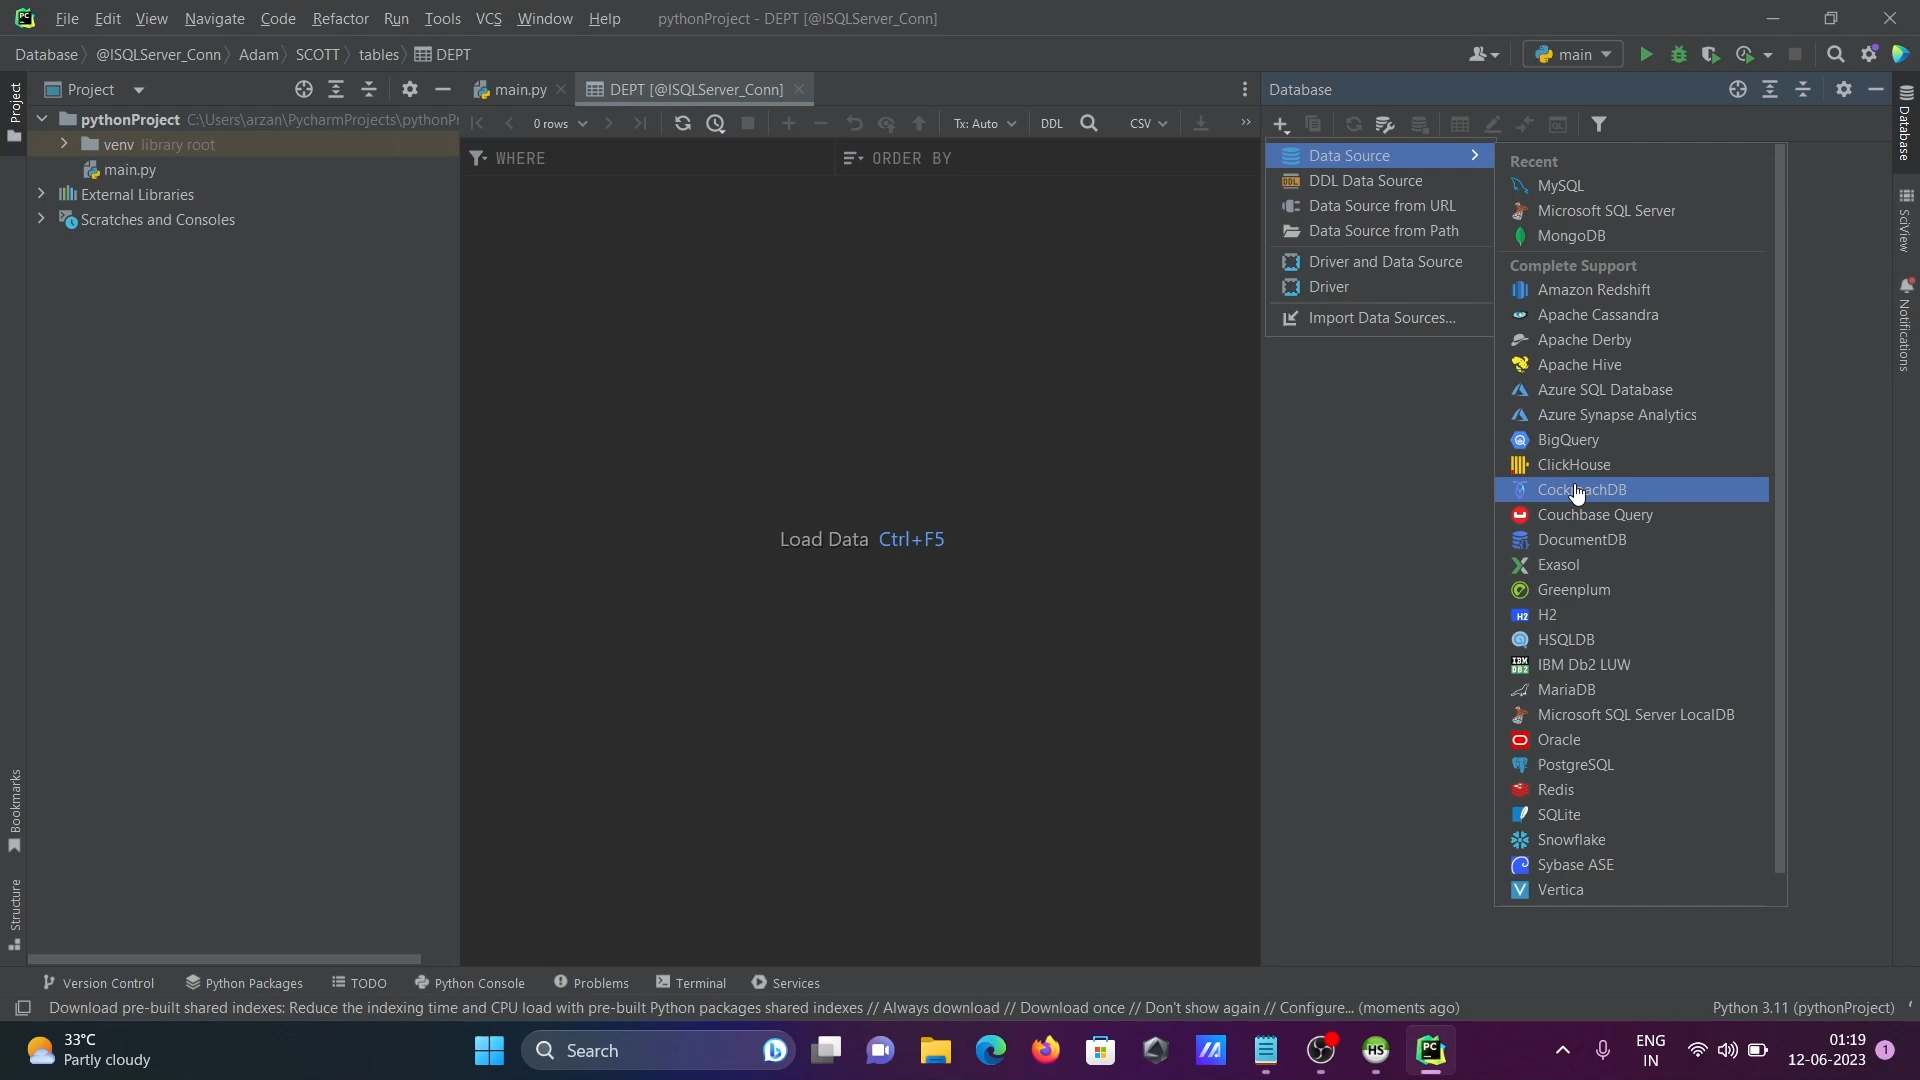 File Edit View Navigate Code Refactor Run Tools VCS Window Help pythonProject - DEPT [@ISQLServer_Conn]
Database @ISQLServer_Conn Adam SCOTT tables DEPT
main
Project
main.py
DEPT [@ISQLServer_Conn]
Database
pythonProject C:\Users\arzan\PycharmProjects\pythonPr
0 rows
Tx: Auto
DDL
CSV
venv library root
main.py
External Libraries
Scratches and Consoles
WHERE
ORDER BY
Load Data Ctrl+F5
Data Source
DDL Data Source
Data Source from URL
Data Source from Path
Driver and Data Source
Driver
Import Data Sources...
Recent
MySQL
Microsoft SQL Server
MongoDB
Complete Support
Amazon Redshift
Apache Cassandra
Apache Derby
Apache Hive
Azure SQL Database
Azure Synapse Analytics
BigQuery
ClickHouse
CockroachDB
Couchbase Query
DocumentDB
Exasol
Greenplum
H2
HSQLDB
IBM Db2 LUW
MariaDB
Microsoft SQL Server LocalDB
Oracle
PostgreSQL
Redis
SQLite
Snowflake
Sybase ASE
Vertica
Project
Bookmarks
Structure
Database
SciView
Notifications
Version Control Python Packages TODO Python Console Problems Terminal Services
Download pre-built shared indexes: Reduce the indexing time and CPU load with pre-built Python packages shared indexes // Always download // Download once // Don't show again // Configure... (moments ago)
Python 3.11 (pythonProject)
33°C
Partly cloudy
Search
ENG
IN
01:19
12-06-2023
1